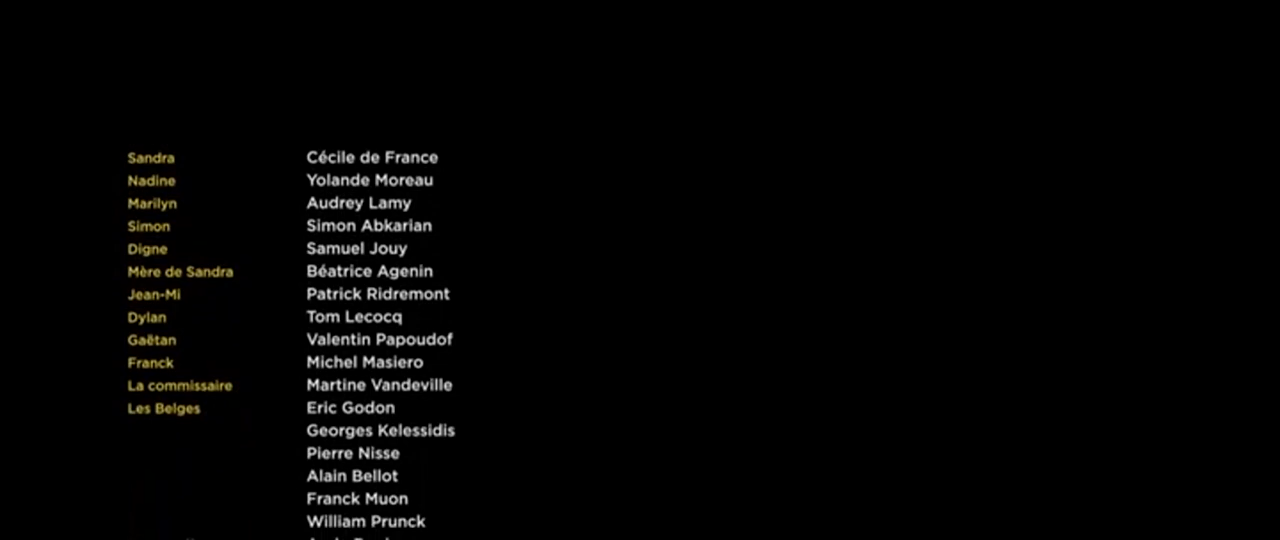 Sandra Cécile de France
Nadine Yolande Moreau
Marilyn Audrey Lamy
Simon Simon Abkarian
Digne Samuel Jouy
Mère de Sandra Béatrice Agenin
Jean-Mi Patrick Ridremont
Dylan Tom Lecocq
Gaëtan Valentin Papoudof
Franck Michel Masiero
La commissaire Martine Vandeville
Les Belges Eric Godon
Georges Kelessidis
Pierre Nisse
Alain Bellot
Franck Muon
William Prunck